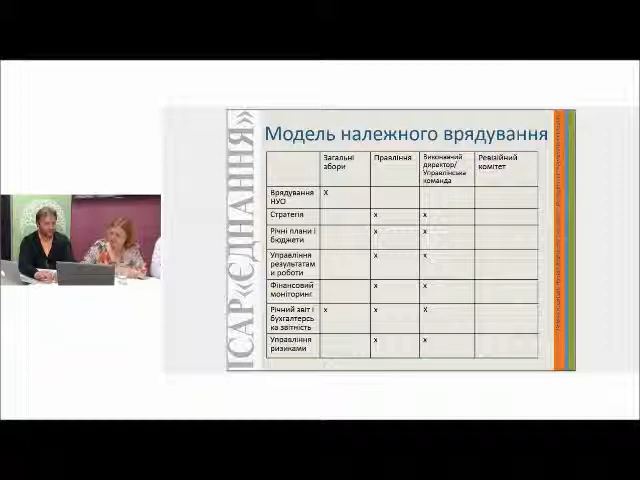 ІСАР «ЄДНАННЯ»
Модель належного врядування
Загальні збори
Правління
Виконавчий директор/ Управлінська команда
Ревізійний комітет
Врядування НУО
X
Стратегія
x x
Річні плани і бюджети
x x
Управління результатами роботи
x x
Фінансовий моніторинг
x x
Річний звіт і бухгалтерська звітність
x x x
Управління ризиками
x x